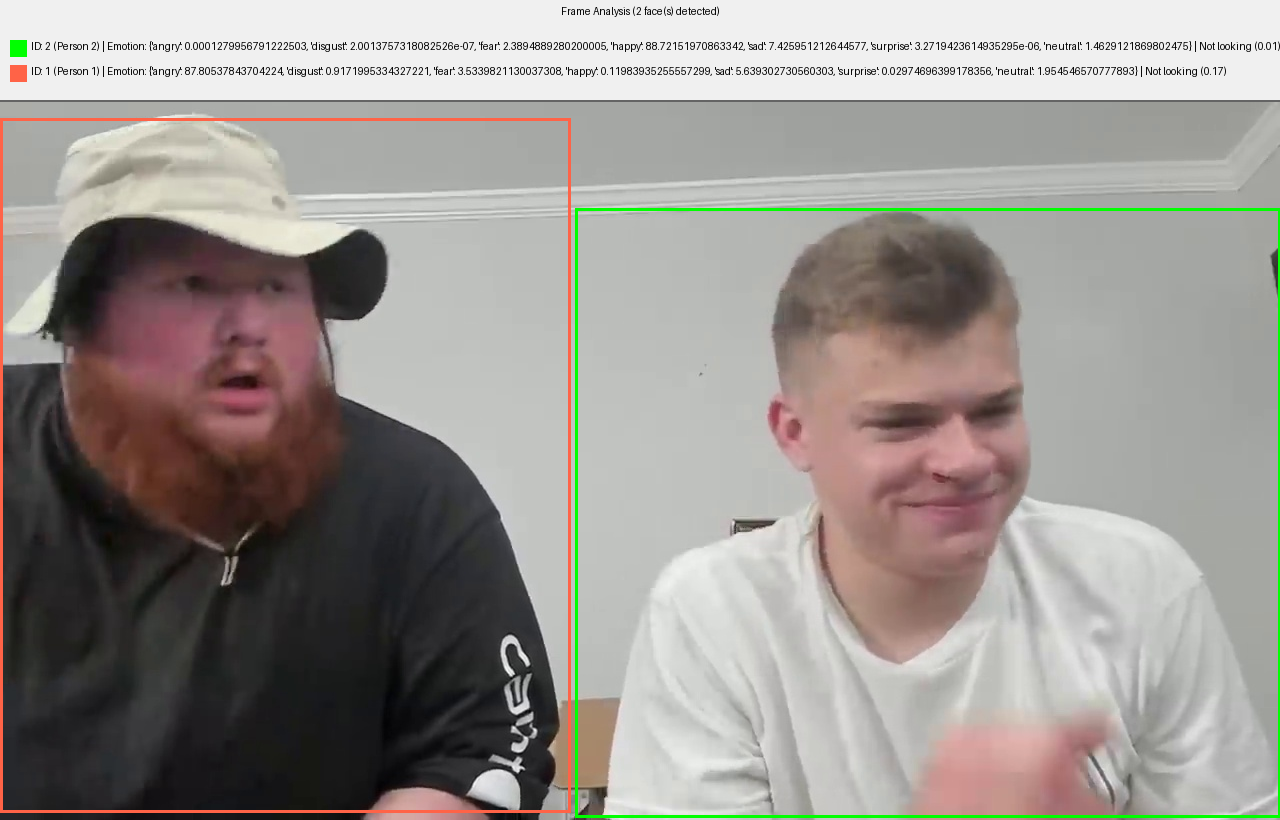 Frame Analysis (2 face(s) detected)
ID: 2 (Person 2) | Emotion: {'angry': 0.0001279956791222503, 'disgust': 2.0013757318082526e-07, 'fear': 2.3894889280200005, 'happy': 88.72151970863342, 'sad': 7.425951212644577, 'surprise': 3.2719423614935295e-06, 'neutral': 1.4629121869802475} | Not looking (0.01)
ID: 1 (Person 1) | Emotion: {'angry': 87.80537843704224, 'disgust': 0.9171995334327221, 'fear': 3.5339821130037308, 'happy': 0.11983935255557299, 'sad': 5.639302730560303, 'surprise': 0.02974696399178356, 'neutral': 1.954546570777893} | Not looking (0.17)